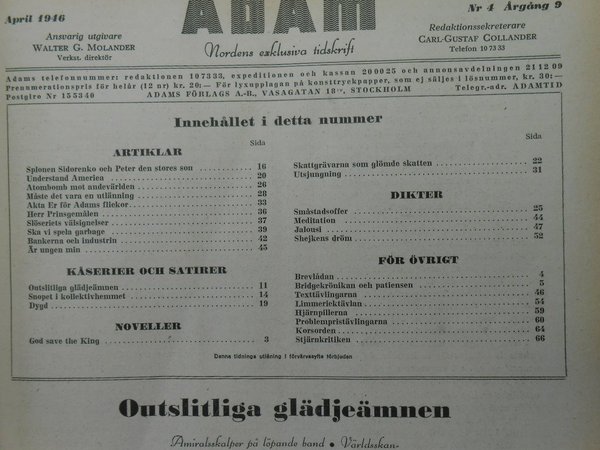 April 1946
ADAM
Nr 4 Årgång 9
Ansvarig utgivare
WALTER G. MOLANDER
Verkst. direktör
Nordens exklusiva tidskrift
Redaktionssekreterare
CARL-GUSTAF COLLANDER
Telefon 10 73 33
Adams telefonnummer: redaktionen 107333, expeditionen och kassan 200025 och annonsavdelningen 211209
Prenumerationspris för helår (12 nr) kr. 20:— För lyxupplagan på konsttryckpapper, som ej säljes i lösnummer, kr. 30:—
Postgiro Nr 155346 ADAMS FÖRLAGS A.-B., VASAGATAN 18, STOCKHOLM Telegr.-adr. ADAMTID
Innehållet i detta nummer
Sida
ARTIKLAR
Spionen Sidorenko och Peter den stores son 16
Understand America 20
Atombomb mot andevärlden 26
Måste det vara en utlänning 28
Akta Er för Adams flickor 33
Herr Prinsgemålen 36
Slöseriets välsignelser 37
Ska vi spela garbage 39
Bankerna och industrin 42
Är ungen min 45
KÅSERIER OCH SATIRER
Outslitliga glädjeämnen 11
Snopet i kollektivhemmet 14
Dygd 19
NOVELLER
God save the King 3
Sida
Skattgrävarna som glömde skatten 22
Utsjungning 31
DIKTER
Småstadsoffer 25
Meditation 44
Jalousi 47
Shejkens dröm 52
FÖR ÖVRIGT
Brevlådan 4
Bridgekrönikan och patiensen 5
Texttävlingarna 46
Limmericktävlan 54
Hjärnpillerna 59
Problempristävlingarna 60
Korsorden 64
Stjärnkritiken 66
Denna tidnings utlåning i förvärvssyfte förbjuden
Outslitliga glädjeämnen
Amiralsskalper på löpande band • Världsskan-